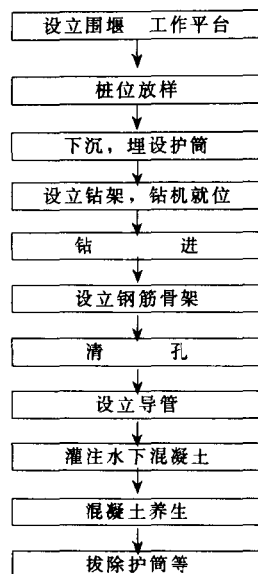 设立围堰 工作平台
桩位放样
下沉，埋设护筒
设立钻架，钻机就位
钻 进
设立钢筋骨架
清 孔
设立导管
灌注水下混凝土
混凝土养生
拔除护筒等